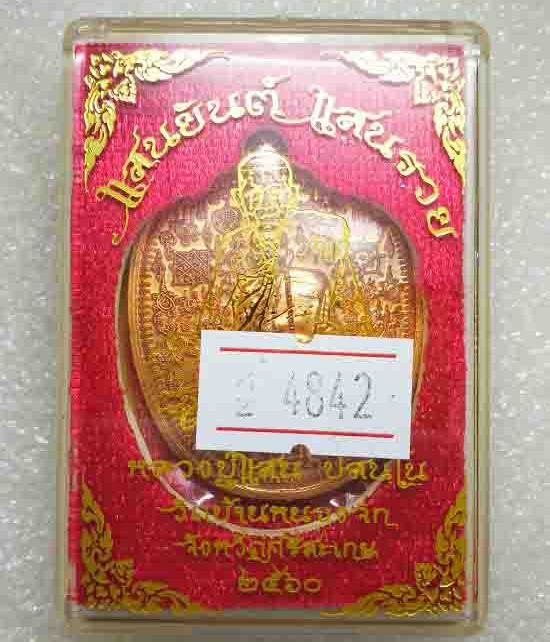 แสนยันต์ แสนรวย
ข 4842
หลวงปู่แสน ปสนฺโน
วัดบ้านหนองจิก
จังหวัดศรีสะเกษ
๒๕๖๐